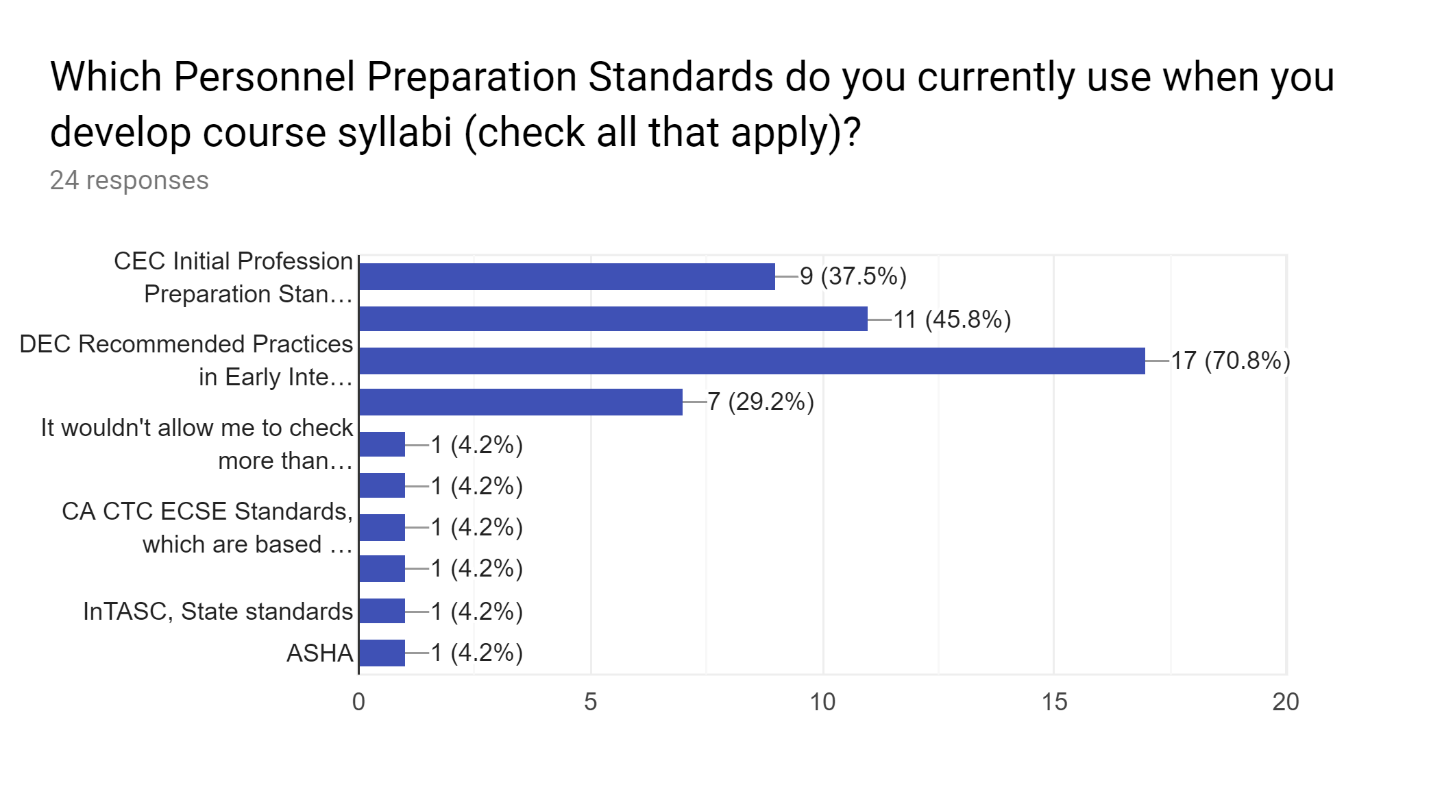 Which Personnel Preparation Standards do you currently use when you
develop course syllabi (check all that apply)?
24 responses
CEC Initial Profession
Preparation Stan…
9 (37.5%)
11 (45.8%)
DEC Recommended Practices
in Early Inte…
17 (70.8%)
7 (29.2%)
It wouldn't allow me to check
more than…
1 (4.2%)
1 (4.2%)
CA CTC ECSE Standards,
which are based …
1 (4.2%)
1 (4.2%)
InTASC, State standards
1 (4.2%)
ASHA
1 (4.2%)
0 5 10 15 20